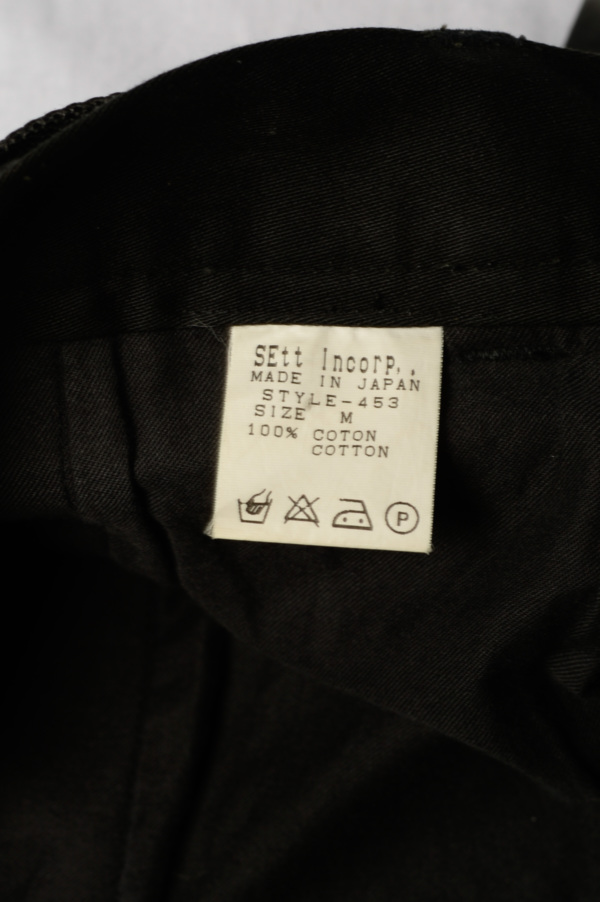 SEtt Incorp..
MADE IN JAPAN
STYLE-453
SIZE M
100% COTON
COTTON
P